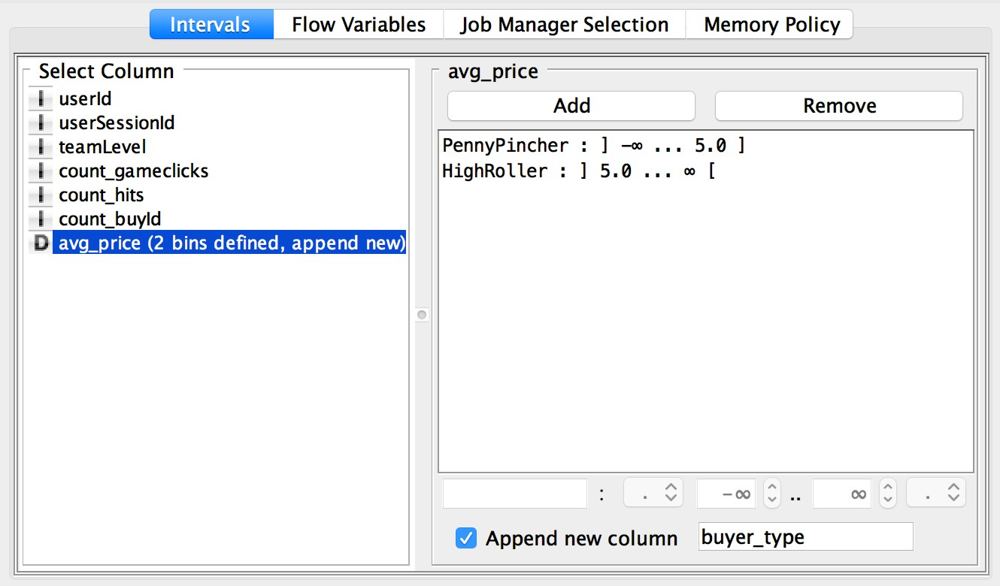 Intervals Flow Variables Job Manager Selection Memory Policy
Select Column
I userId
I userSessionId
I teamLevel
I count_gameclicks
I count_hits
I count_buyId
D avg_price (2 bins defined, append new)
avg_price
Add Remove
PennyPincher : ] −∞ ... 5.0 ]
HighRoller : ] 5.0 ... ∞ [
: . −∞ .. ∞ .
Append new column buyer_type